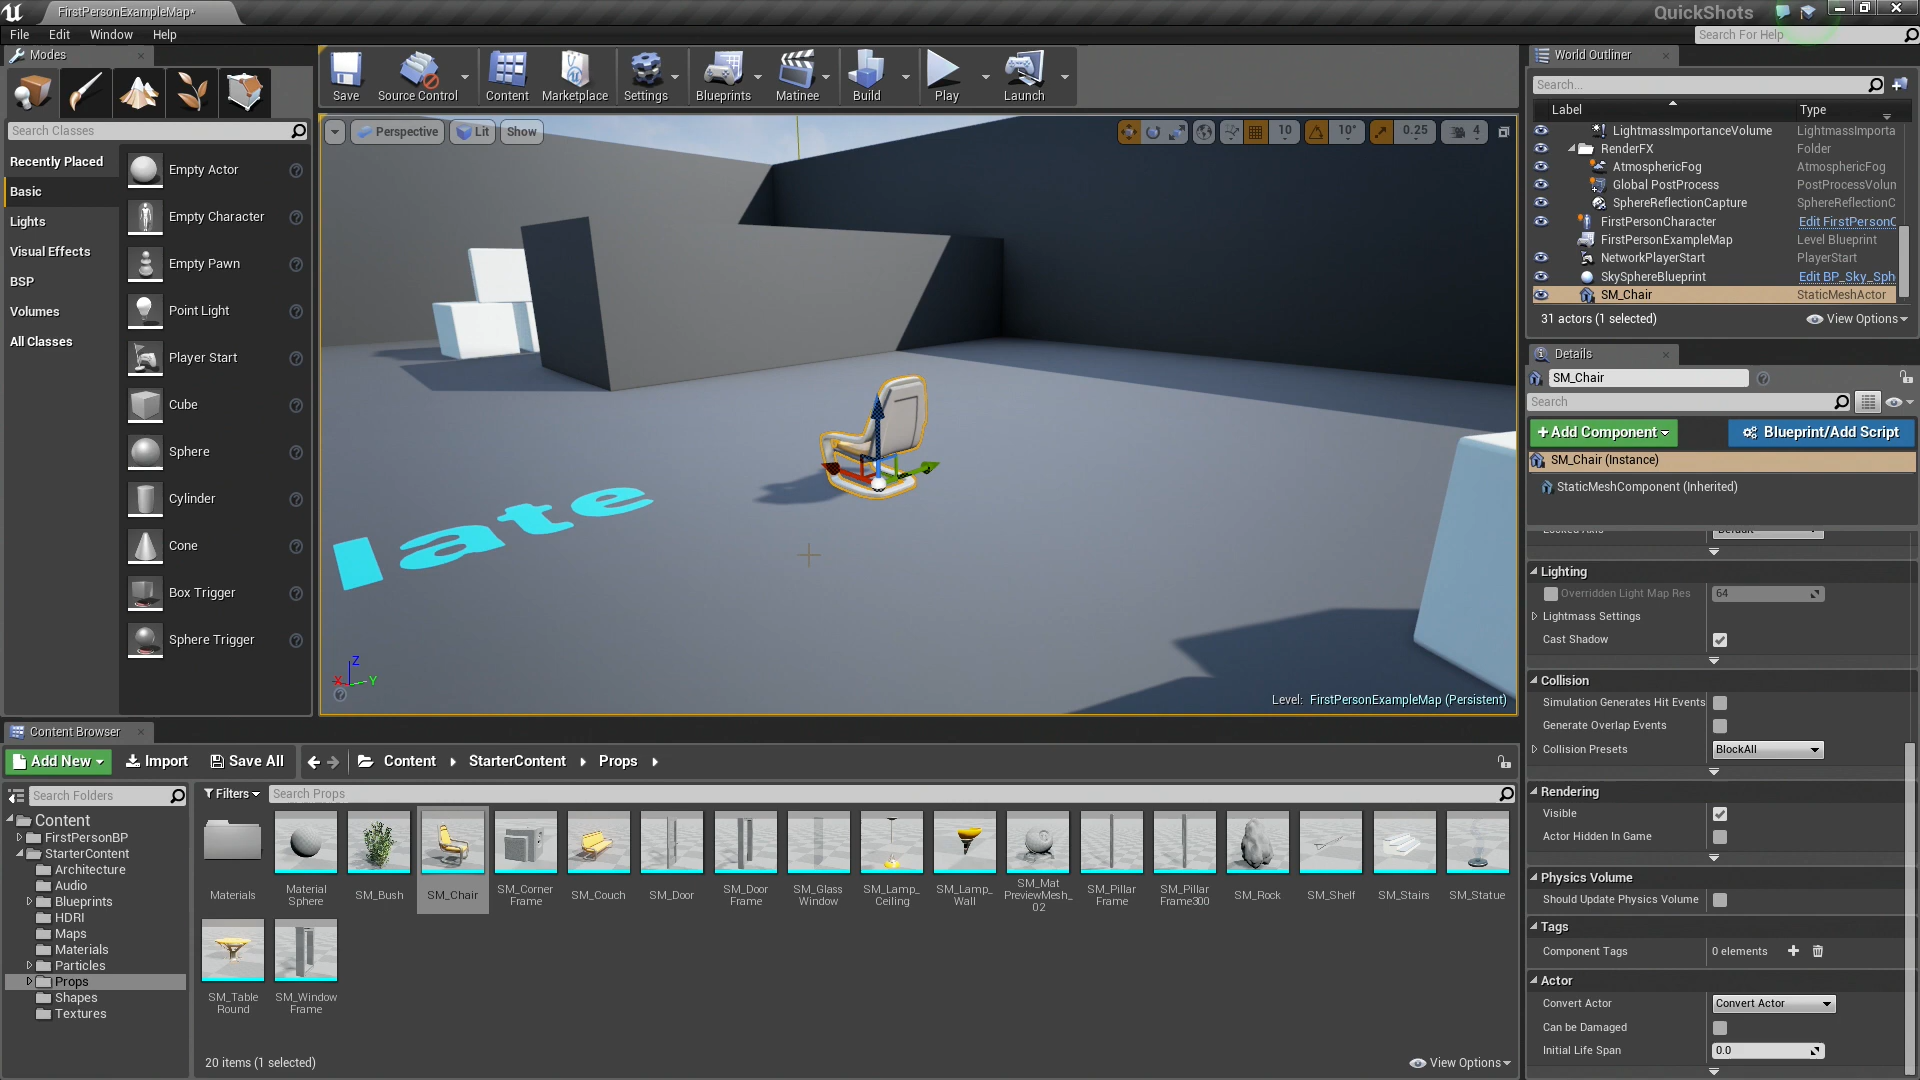 FirstPersonExampleMap*
QuickShots
File Edit Window Help
Search For Help
Modes
Search Classes
Recently Placed
Basic
Lights
Visual Effects
BSP
Volumes
All Classes
Empty Actor
Empty Character
Empty Pawn
Point Light
Player Start
Cube
Sphere
Cylinder
Cone
Box Trigger
Sphere Trigger
Save
Source Control
Content
Marketplace
Settings
Blueprints
Matinee
Build
Play
Launch
Perspective
Lit
Show
10
10°
0.25
4
late
Z
X
Y
Level: FirstPersonExampleMap (Persistent)
World Outliner
Search...
Label Type
LightmassImportanceVolume LightmassImporta
RenderFX Folder
AtmosphericFog AtmosphericFog
Global PostProcess PostProcessVolun
SphereReflectionCapture SphereReflectionC
FirstPersonCharacter Edit FirstPersonC
FirstPersonExampleMap Level Blueprint
NetworkPlayerStart PlayerStart
SkySphereBlueprint Edit BP_Sky_Sph
SM_Chair StaticMeshActor
31 actors (1 selected)
View Options
Details
SM_Chair
Search
+Add Component
Blueprint/Add Script
SM_Chair (Instance)
StaticMeshComponent (Inherited)
Lighting
Overridden Light Map Res 64
Lightmass Settings
Cast Shadow
Collision
Simulation Generates Hit Events
Generate Overlap Events
Collision Presets BlockAll
Rendering
Visible
Actor Hidden In Game
Physics Volume
Should Update Physics Volume
Tags
Component Tags 0 elements
Actor
Convert Actor Convert Actor
Can be Damaged
Initial Life Span 0.0
Content Browser
Add New
Import
Save All
Content
StarterContent
Props
Search Folders
Filters
Search Props
Content
FirstPersonBP
StarterContent
Architecture
Audio
Blueprints
HDRI
Maps
Materials
Particles
Props
Shapes
Textures
Materials
Material
Sphere
SM_Bush
SM_Chair
SM_Corner
Frame
SM_Couch
SM_Door
SM_Door
Frame
SM_Glass
Window
SM_Lamp_
Ceiling
SM_Lamp_
Wall
SM_Mat
PreviewMesh_
02
SM_Pillar
Frame
SM_Pillar
Frame300
SM_Rock
SM_Shelf
SM_Stairs
SM_Statue
SM_Table
Round
SM_Window
Frame
20 items (1 selected)
View Options